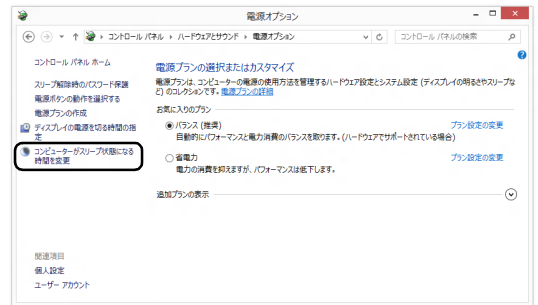 電源オプション
コントロール パネル ▸ ハードウェアとサウンド ▸ 電源オプション
コントロール パネルの検索
コントロール パネル ホーム
スリープ解除時のパスワード保護
電源ボタンの動作を選択する
電源プランの作成
ディスプレイの電源を切る時間の指
定
コンピューターがスリープ状態になる
時間を変更
電源プランの選択またはカスタマイズ
電源プランは、コンピューターの電源の使用方法を管理するハードウェア設定とシステム設定 (ディスプレイの明るさやスリープな
ど) のコレクションです。電源プランの詳細
お気に入りのプラン
バランス (推奨)
プラン設定の変更
自動的にパフォーマンスと電力消費のバランスを取ります。(ハードウェアでサポートされている場合)
省電力
プラン設定の変更
電力の消費を抑えますが、パフォーマンスは低下します。
追加プランの表示
関連項目
個人設定
ユーザー アカウント